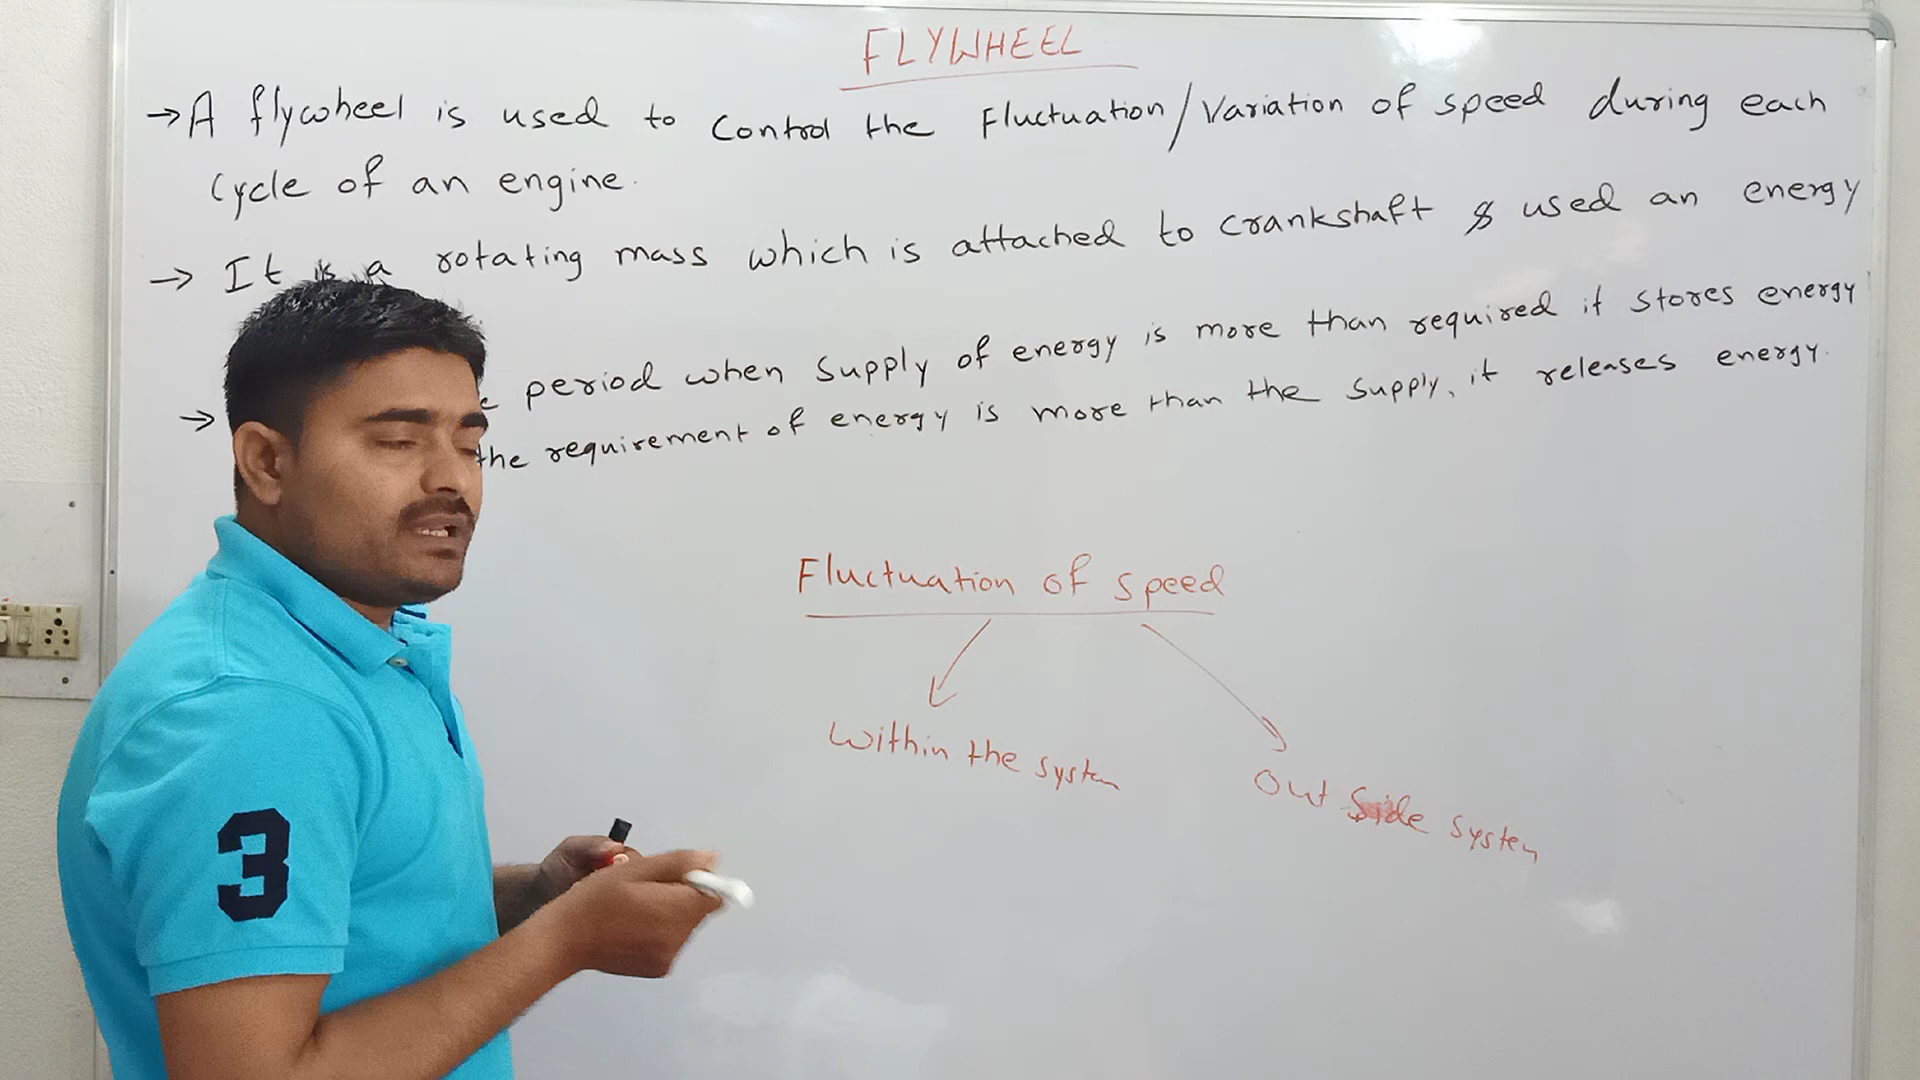 FLYWHEEL
→ A flywheel is used to control the Fluctuation/Variation of speed during each
cycle of an engine.
→ It is a rotating mass which is attached to crankshaft & used an energy
→ period when supply of energy is more than required it stores energy
the requirement of energy is more than the supply, it releases energy.
Fluctuation of speed
Within the system
Out Side system
3